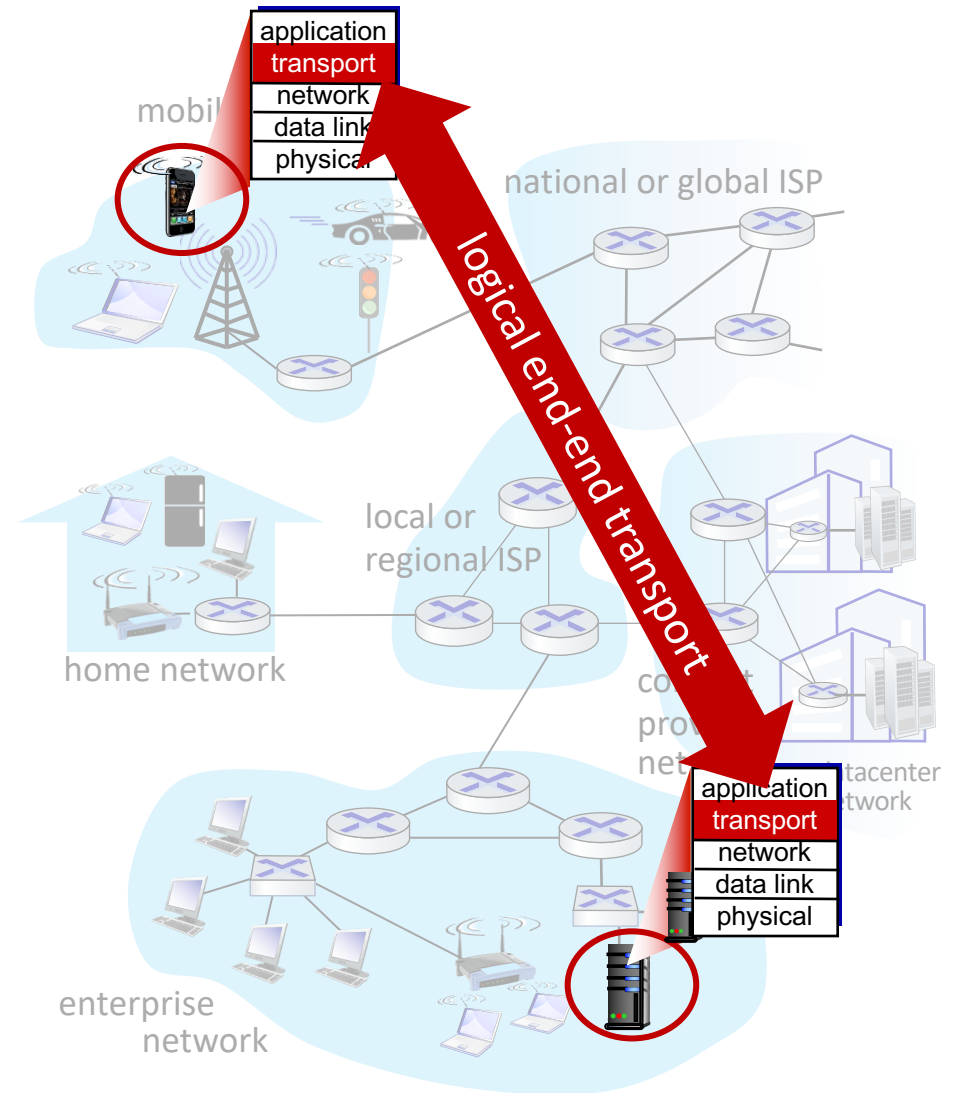 application
transport
network
data link
physical
mobil
national or global ISP
logical end-end transport
local or
regional ISP
home network
application
transport
network
data link
physical
enterprise
network